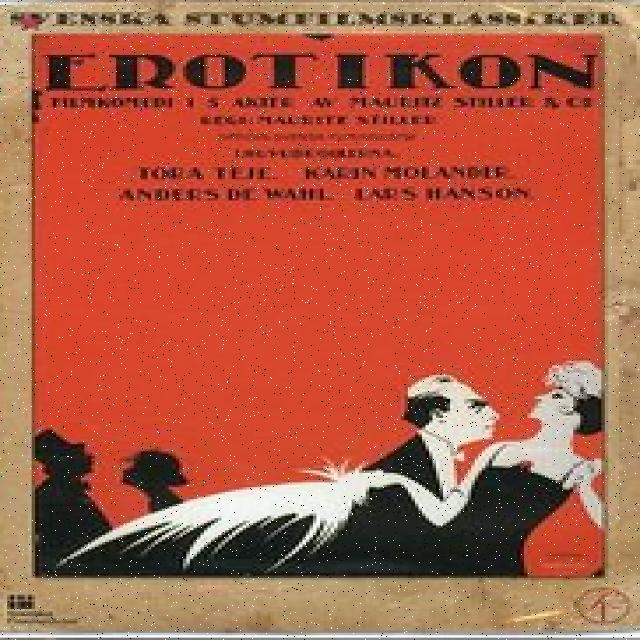 SVENSKA STUMFILMSKLASSIKER
EROTIKON
FILMKOMEDI I 5 AKTER AV MAURITZ STILLER & CO
REGI: MAURITZ STILLER
I HUVUDROLLERNA:
TORA TEJE. KARIN MOLANDER.
ANDERS DE WAHL. LARS HANSON.